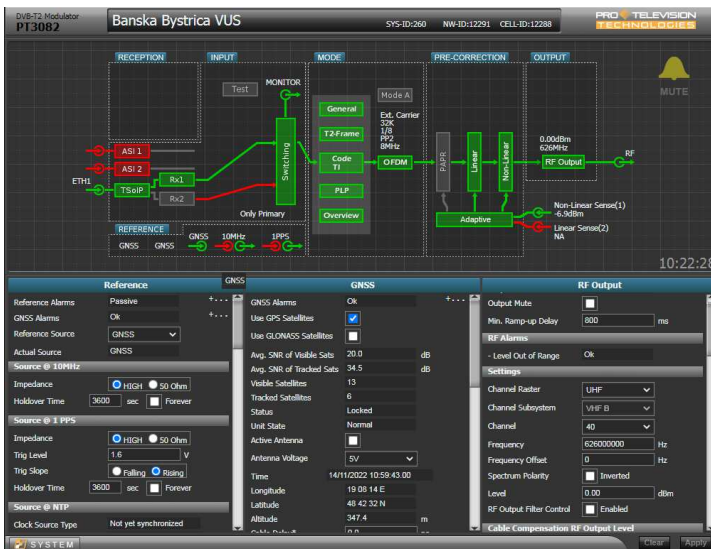 DVB-T2 Modulator
PT3082
Banska Bystrica VUS
SYS-ID:260 NW-ID:12291 CELL-ID:12288
PRO TELEVISION
TECHNOLOGIES
RECEPTION
INPUT
MODE
PRE-CORRECTION
OUTPUT
MUTE
Test
MONITOR
Mode A
General
T2-Frame
Code
TI
PLP
Overview
Ext. Carrier
32K
1/8
PP2
8MHz
OFDM
Switching
PAPR
Linear
Non-Linear
0.00dBm
626MHz
RF Output
RF
ASI 1
ASI 2
ETH1
TSoIP
Rx1
Rx2
Only Primary
Adaptive
Non-Linear Sense(1)
-6.9dBm
Linear Sense(2)
NA
REFERENCE
GNSS GNSS
GNSS 10MHz 1PPS
10:22:28
Reference
GNSS
Reference Alarms Passive +...
GNSS Alarms Ok +...
Reference Source GNSS
Actual Source GNSS
Source @ 10MHz
Impedance HIGH 50 Ohm
Holdover Time 3600 sec Forever
Source @ 1 PPS
Impedance HIGH 50 Ohm
Trig Level 1.6 V
Trig Slope Falling Rising
Holdover Time 3600 sec Forever
Source @ NTP
Clock Source Type Not yet synchronized
GNSS
GNSS Alarms Ok +...
Use GPS Satellites
Use GLONASS Satellites
Avg. SNR of Visible Sats 20.0 dB
Avg. SNR of Tracked Sats 34.5 dB
Visible Satellites 13
Tracked Satellites 6
Status Locked
Unit State Normal
Active Antenna
Antenna Voltage 5V
Time 14/11/2022 10:59:43.00
Longitude 19 08 14 E
Latitude 48 42 32 N
Altitude 347.4 m
RF Output
Output Mute
Min. Ramp-up Delay 800 ms
RF Alarms
- Level Out of Range Ok
Settings
Channel Raster UHF
Channel Subsystem VHF B
Channel 40
Frequency 626000000 Hz
Frequency Offset 0 Hz
Spectrum Polarity Inverted
Level 0.00 dBm
RF Output Filter Control Enabled
Cable Compensation RF Output Level
SYSTEM
Clear Apply